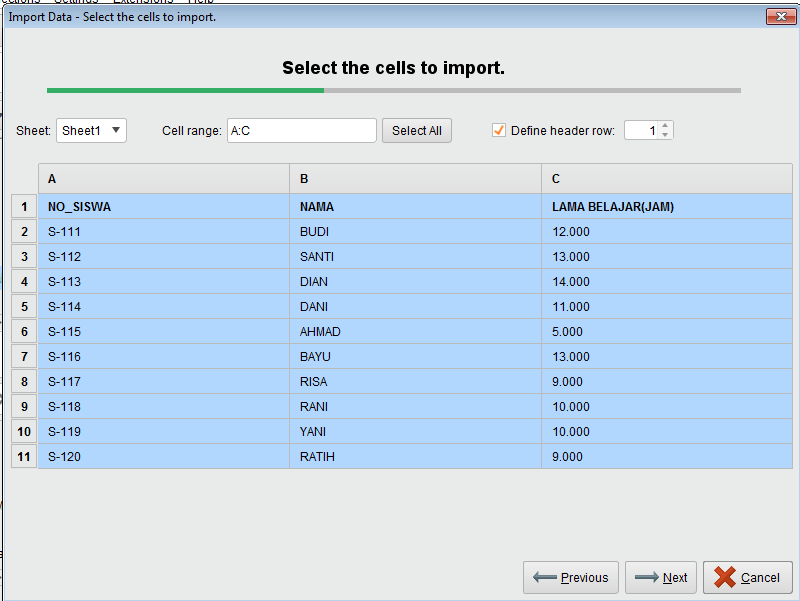 Import Data - Select the cells to import.
Select the cells to import.
Sheet: Sheet1 Cell range: A:C Select All Define header row: 1
A B C
1 NO_SISWA NAMA LAMA BELAJAR(JAM)
2 S-111 BUDI 12.000
3 S-112 SANTI 13.000
4 S-113 DIAN 14.000
5 S-114 DANI 11.000
6 S-115 AHMAD 5.000
7 S-116 BAYU 13.000
8 S-117 RISA 9.000
9 S-118 RANI 10.000
10 S-119 YANI 10.000
11 S-120 RATIH 9.000
Previous Next Cancel